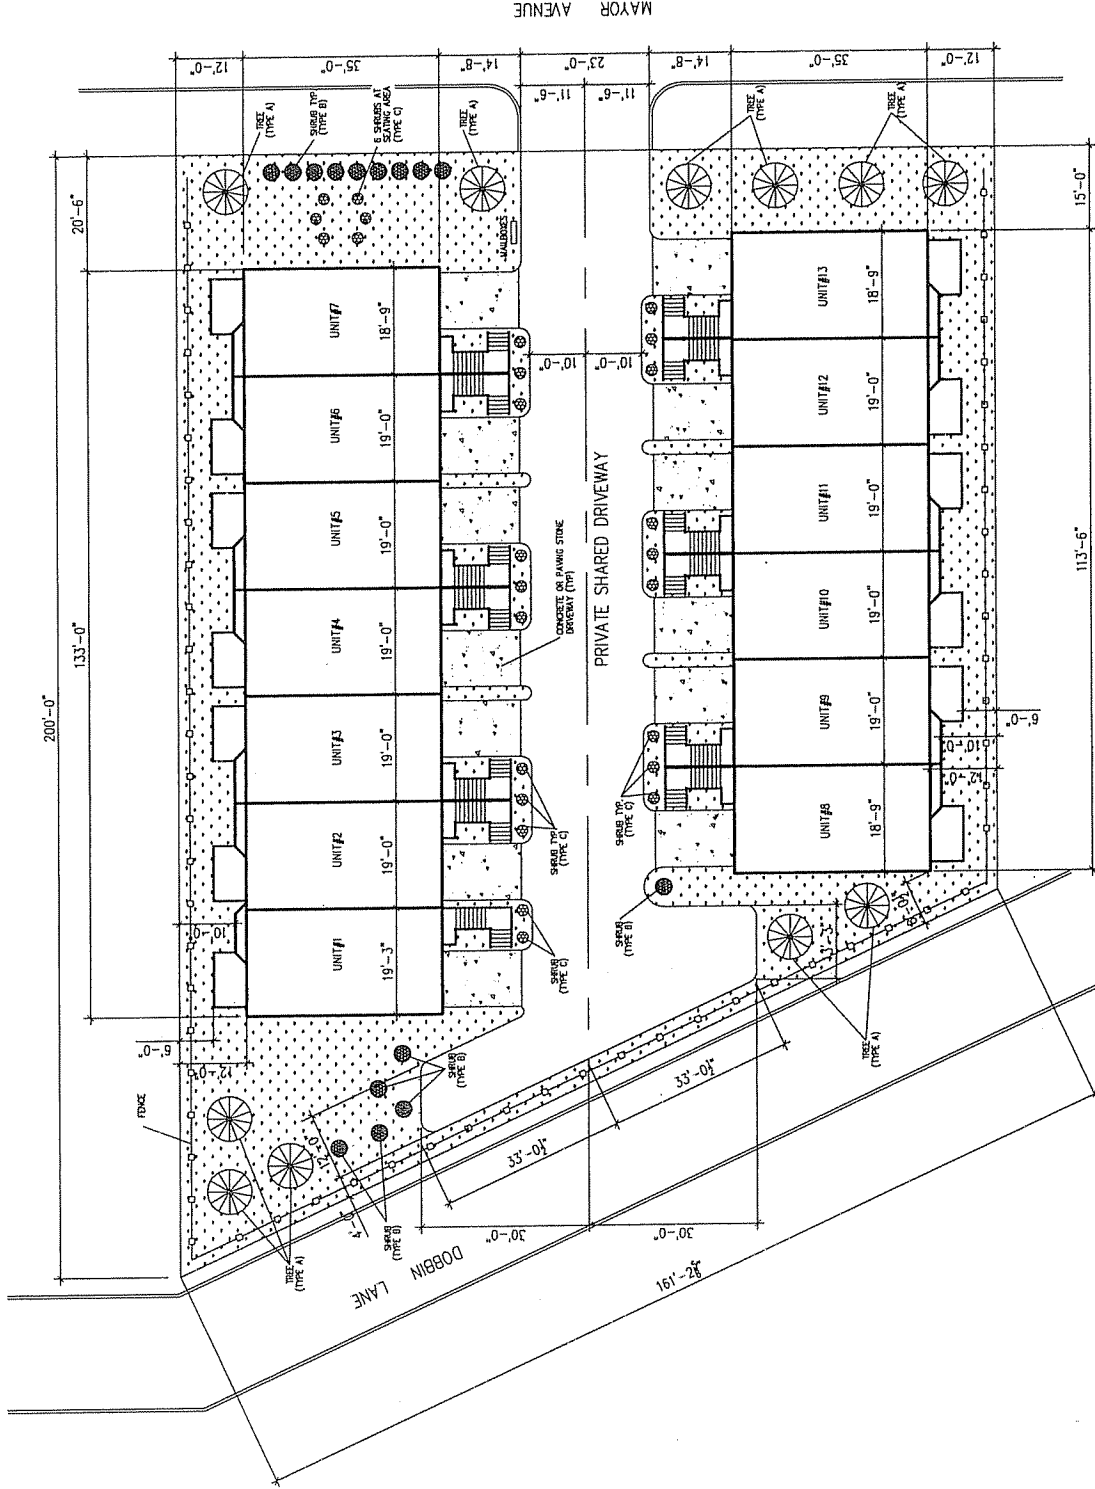 MAYOR AVENUE
12'-0"
35'-0"
14'-8"
23'-0"
14'-8"
35'-0"
12'-0"
11'-6"
11'-6"
TREE
(TYPE A)
SHRUB TYP
(TYPE B)
6 SHRUBS AT
SEATING AREA
(TYPE C)
TREE
(TYPE A)
TREE
(TYPE A)
TREE
(TYPE A)
20'-6"
15'-0"
MAILBOXES
200'-0"
133'-0"
113'-6"
UNIT#7
18'-9"
UNIT#6
19'-0"
UNIT#5
19'-0"
UNIT#4
19'-0"
UNIT#3
19'-0"
UNIT#2
19'-0"
UNIT#1
19'-3"
UNIT#13
18'-9"
UNIT#12
19'-0"
UNIT#11
19'-0"
UNIT#10
19'-0"
UNIT#9
19'-0"
UNIT#8
18'-9"
10'-0"
10'-0"
PRIVATE SHARED DRIVEWAY
CONCRETE OR PAVING STONE
DRIVEWAY (TYP)
SHRUB TYP
(TYPE C)
SHRUB TYP
(TYPE C)
SHRUB
(TYPE C)
SHRUB
(TYPE B)
6'-0"
10'-0"
12'-0"
10'-0"
6'-0"
12'-0"
FENCE
SHRUB
(TYPE B)
SHRUB
(TYPE B)
TREE
(TYPE A)
TREE
(TYPE A)
12'-0"
33'-0½"
33'-0½"
30'-0"
30'-0"
DOBBIN LANE